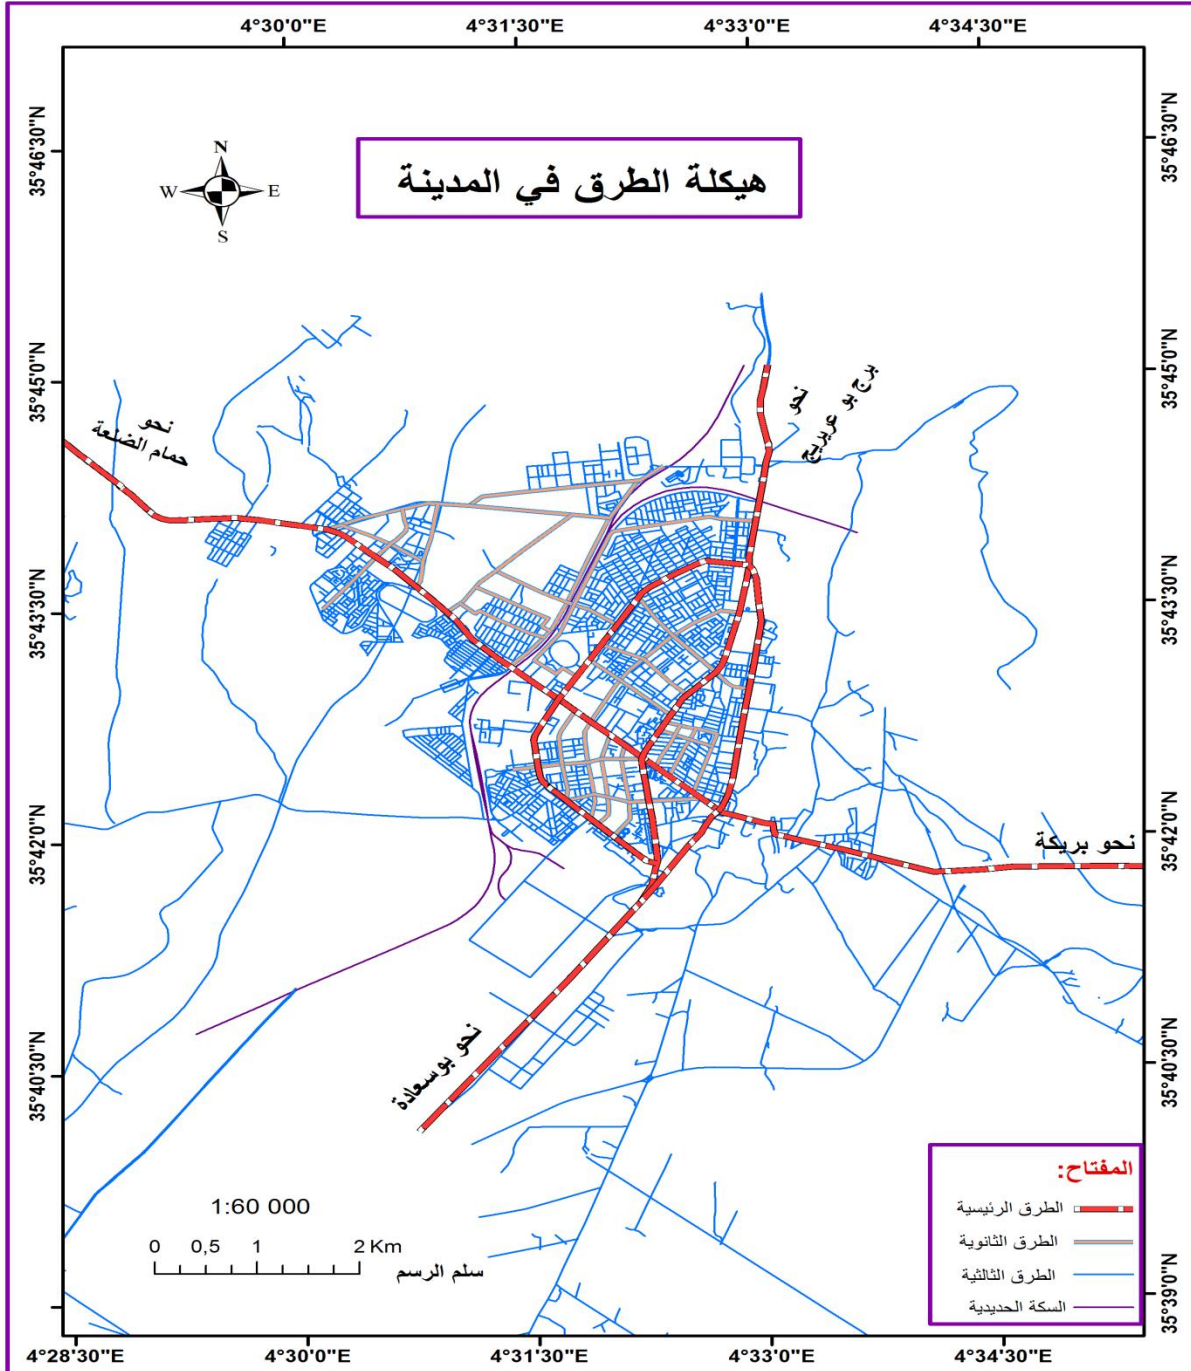 4°30'0"E 4°31'30"E 4°33'0"E 4°34'30"E
35°46'30"N
35°46'30"N
هيكلة الطرق في المدينة
N
W E
S
35°45'0"N
35°45'0"N
نحو
برج بو عريريج
نحو
حمام الضلعة
35°43'30"N
35°43'30"N
35°42'0"N
35°42'0"N
نحو بريكة
نحو بوسعادة
35°40'30"N
35°40'30"N
المفتاح:
الطرق الرئيسية
الطرق الثانوية
الطرق الثالثية
السكة الحديدية
1:60 000
0 0,5 1 2 Km
سلم الرسم
35°39'0"N
4°28'30"E 4°30'0"E 4°31'30"E 4°33'0"E 4°34'30"E